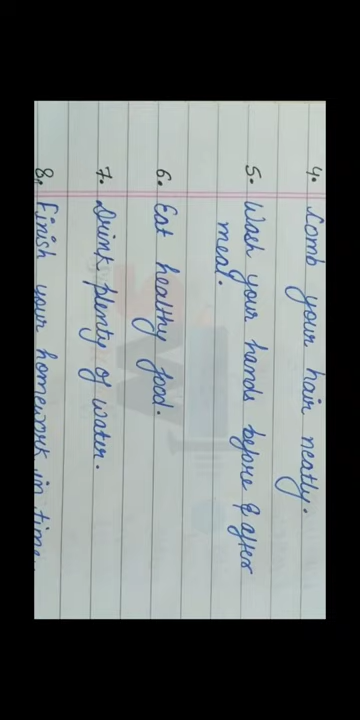 4. Comb your hair neatly.
5. Wash your hands before & after
meal.
6. Eat healthy food.
7. Drink plenty of water.
8. Finish your homework in time.